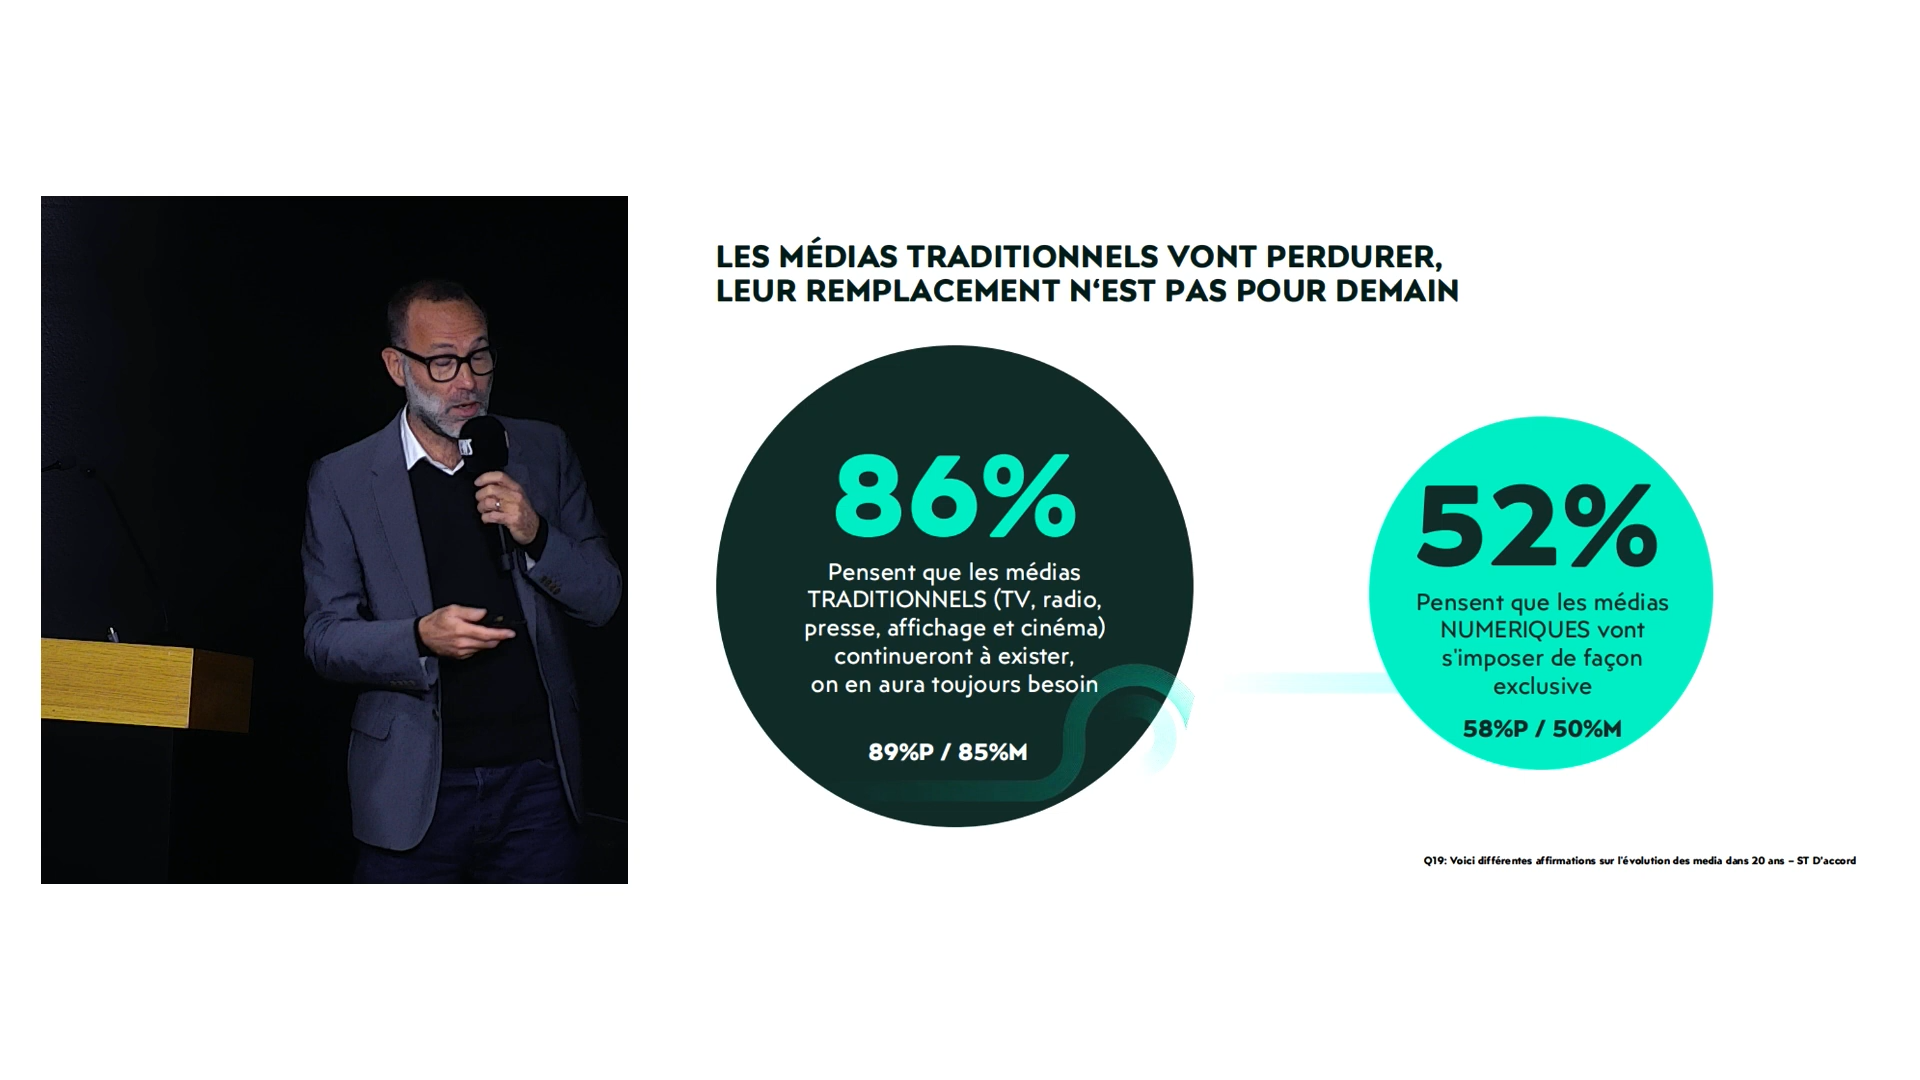 LES MÉDIAS TRADITIONNELS VONT PERDURER,
LEUR REMPLACEMENT N‘EST PAS POUR DEMAIN
86%
Pensent que les médias
TRADITIONNELS (TV, radio,
presse, affichage et cinéma)
continueront à exister,
on en aura toujours besoin
89%P / 85%M
52%
Pensent que les médias
NUMERIQUES vont
s'imposer de façon
exclusive
58%P / 50%M
Q19: Voici différentes affirmations sur l'évolution des media dans 20 ans – ST D'accord